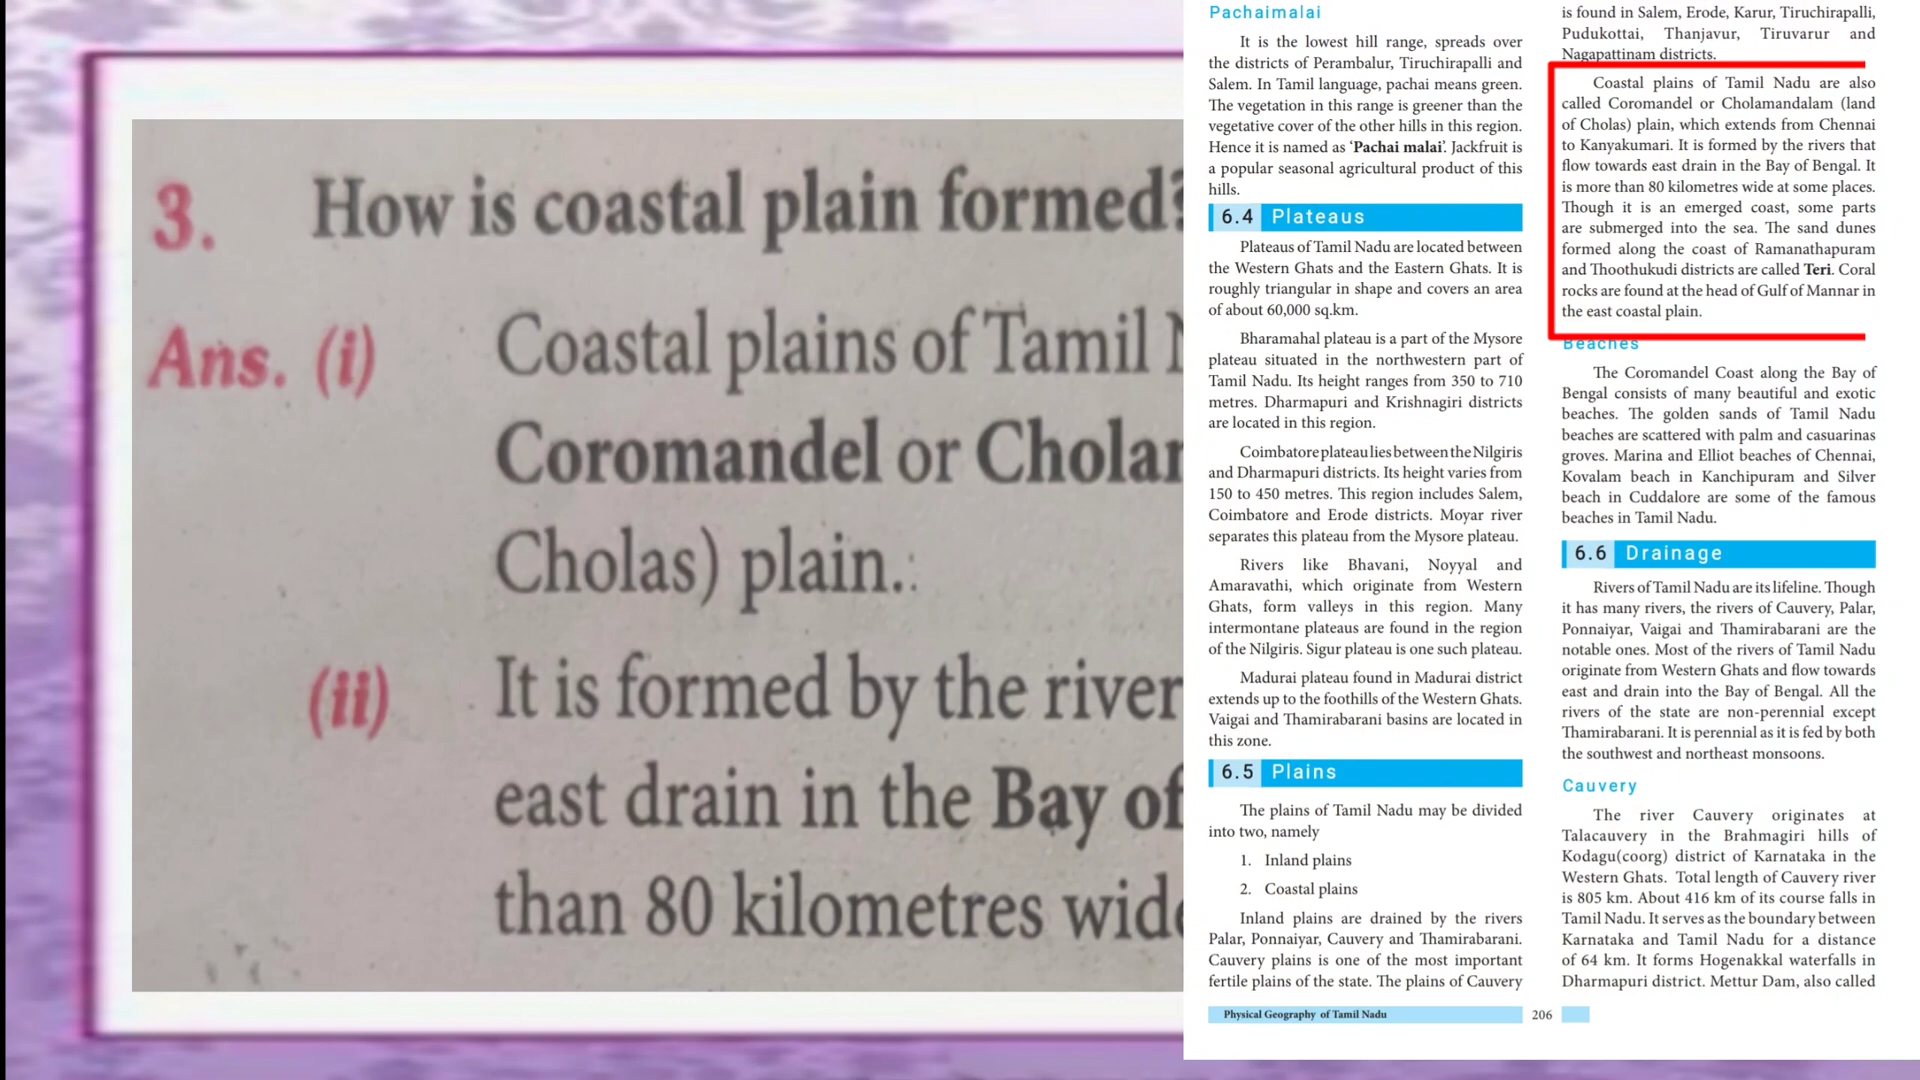 3. How is coastal plain formed?
Ans. (i) Coastal plains of Tamil
Coromandel or
Cholas) plain.
(ii) It is formed by the river
east drain in the Bay of
than 80 kilometres
Pachaimalai
It is the lowest hill range, spreads over
the districts of Perambalur, Tiruchirapalli and
Salem. In Tamil language, pachai means green.
The vegetation in this range is greener than the
vegetative cover of the other hills in this region.
Hence it is named as ‘Pachai malai’. Jackfruit is
a popular seasonal agricultural product of this
hills.
6.4 Plateaus
Plateaus of Tamil Nadu are located between
the Western Ghats and the Eastern Ghats. It is
roughly triangular in shape and covers an area
of about 60,000 sq.km.
Bharamahal plateau is a part of the Mysore
plateau situated in the northwestern part of
Tamil Nadu. Its height ranges from 350 to 710
metres. Dharmapuri and Krishnagiri districts
are located in this region.
Coimbatore plateau lies between the Nilgiris
and Dharmapuri districts. Its height varies from
150 to 450 metres. This region includes Salem,
Coimbatore and Erode districts. Moyar river
separates this plateau from the Mysore plateau.
Rivers like Bhavani, Noyyal and
Amaravathi, which originate from Western
Ghats, form valleys in this region. Many
intermontane plateaus are found in the region
of the Nilgiris. Sigur plateau is one such plateau.
Madurai plateau found in Madurai district
extends up to the foothills of the Western Ghats.
Vaigai and Thamirabarani basins are located in
this zone.
6.5 Plains
The plains of Tamil Nadu may be divided
into two, namely
1. Inland plains
2. Coastal plains
Inland plains are drained by the rivers
Palar, Ponnaiyar, Cauvery and Thamirabarani.
Cauvery plains is one of the most important
fertile plains of the state. The plains of Cauvery
is found in Salem, Erode, Karur, Tiruchirapalli,
Pudukottai, Thanjavur, Tiruvarur and
Nagapattinam districts.
Coastal plains of Tamil Nadu are also
called Coromandel or Cholamandalam (land
of Cholas) plain, which extends from Chennai
to Kanyakumari. It is formed by the rivers that
flow towards east drain in the Bay of Bengal. It
is more than 80 kilometres wide at some places.
Though it is an emerged coast, some parts
are submerged into the sea. The sand dunes
formed along the coast of Ramanathapuram
and Thoothukudi districts are called Teri. Coral
rocks are found at the head of Gulf of Mannar in
the east coastal plain.
Beaches
The Coromandel Coast along the Bay of
Bengal consists of many beautiful and exotic
beaches. The golden sands of Tamil Nadu
beaches are scattered with palm and casuarinas
groves. Marina and Elliot beaches of Chennai,
Kovalam beach in Kanchipuram and Silver
beach in Cuddalore are some of the famous
beaches in Tamil Nadu.
6.6 Drainage
Rivers of Tamil Nadu are its lifeline. Though
it has many rivers, the rivers of Cauvery, Palar,
Ponnaiyar, Vaigai and Thamirabarani are the
notable ones. Most of the rivers of Tamil Nadu
originate from Western Ghats and flow towards
east and drain into the Bay of Bengal. All the
rivers of the state are non-perennial except
Thamirabarani. It is perennial as it is fed by both
the southwest and northeast monsoons.
Cauvery
The river Cauvery originates at
Talacauvery in the Brahmagiri hills of
Kodagu(coorg) district of Karnataka in the
Western Ghats. Total length of Cauvery river
is 805 km. About 416 km of its course falls in
Tamil Nadu. It serves as the boundary between
Karnataka and Tamil Nadu for a distance
of 64 km. It forms Hogenakkal waterfalls in
Dharmapuri district. Mettur Dam, also called
Physical Geography of Tamil Nadu 206